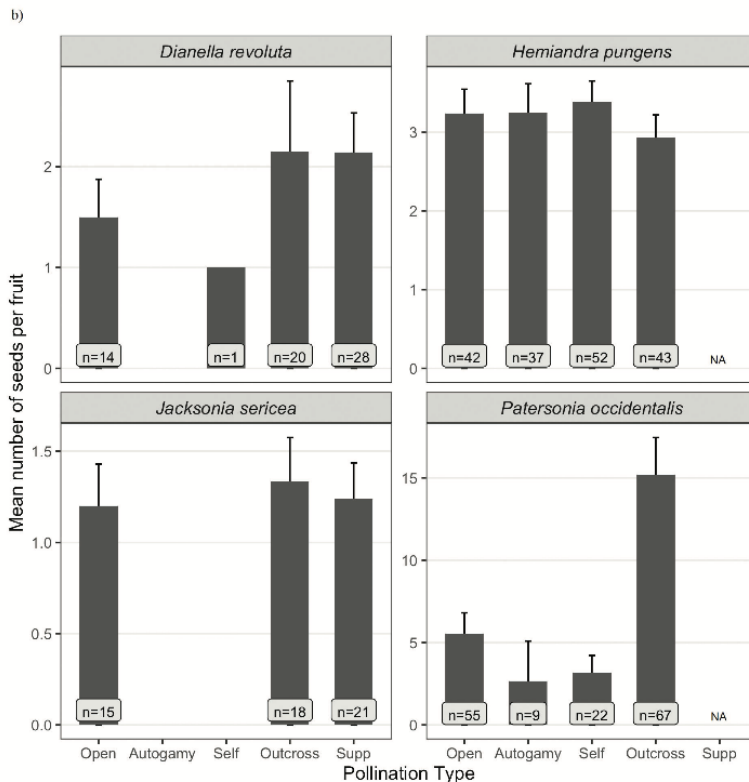 b)
Dianella revoluta
Hemiandra pungens
Mean number of seeds per fruit
2
1
0
n=14
n=1
n=20
n=28
3
2
1
0
n=42
n=37
n=52
n=43
NA
Jacksonia sericea
Patersonia occidentalis
1.5
1.0
0.5
0.0
n=15
n=18
n=21
15
10
5
0
n=55
n=9
n=22
n=67
NA
Open Autogamy Self Outcross Supp
Open Autogamy Self Outcross Supp
Pollination Type